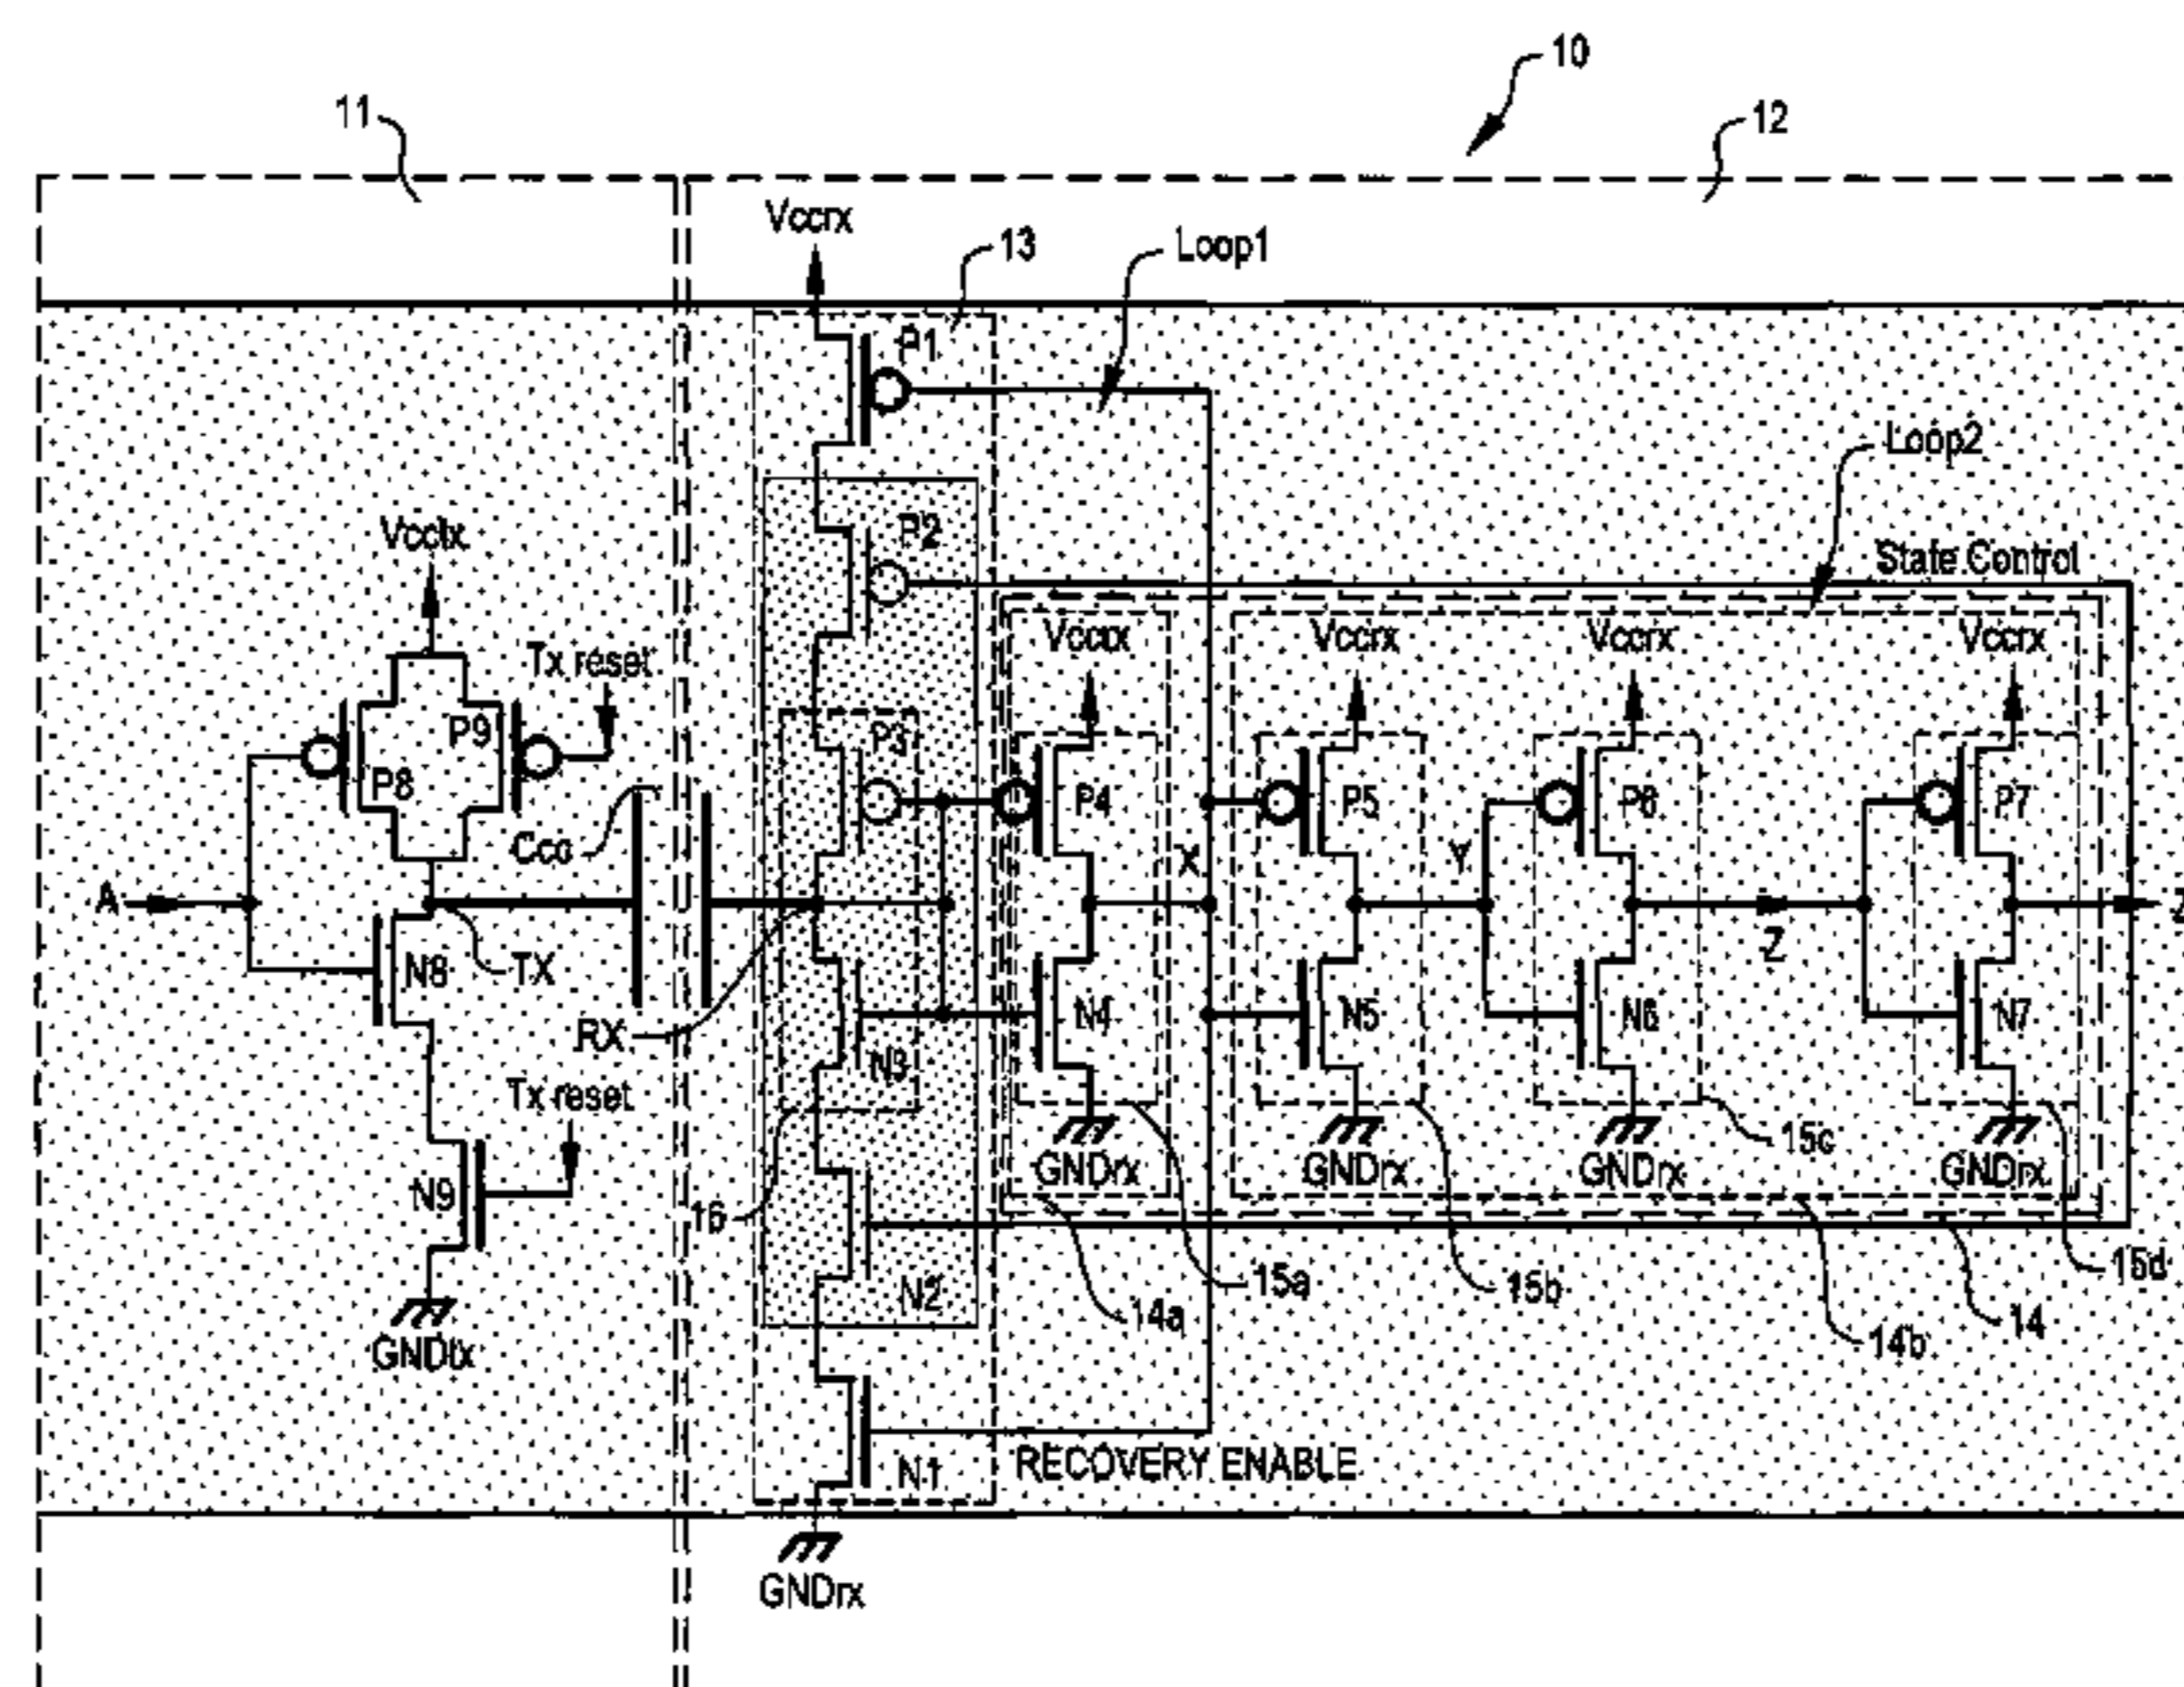 10
11
12
Vccrx
13
Loop1
P1
Loop2
P2
Vcctx
State Control
Tx reset
Vccrx
Vccrx
Vccrx
Vccrx
P9
P3
P8
P4
P5
P6
P7
Cco
X
Y
A
Z
N8
TX
RX
N3
N4
N5
N6
N7
Tx reset
15c
GNDrx
GNDrx
GNDrx
GNDrx
N9
16
15a
15b
15d
N2
14a
14
14b
GNDtx
RECOVERY ENABLE
N1
GNDrx